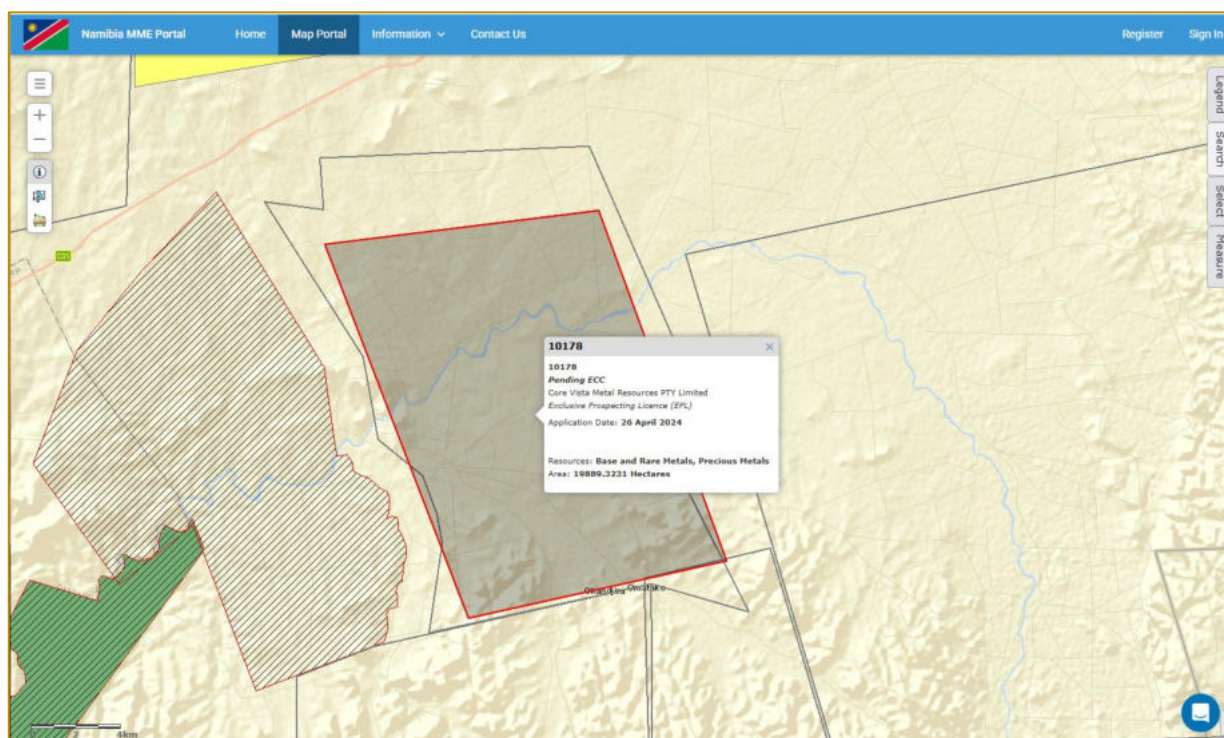 Namibia MME Portal Home Map Portal Information Contact Us Register Sign In
Legend
Search
Select
Measure
10178
10178
Pending ECC
Core Vista Metal Resources PTY Limited
Exclusive Prospecting Licence (EPL)
Application Date: 26 April 2024
Resources: Base and Rare Metals, Precious Metals
Area: 19889.3231 Hectares
Omatako
2 4km